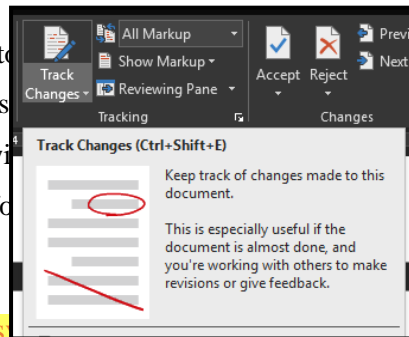 All Markup
Previ
Show Markup
Next
Track Changes
Reviewing Pane
Accept Reject
Tracking
Changes
Track Changes (Ctrl+Shift+E)
Keep track of changes made to this
document.
This is especially useful if the
document is almost done, and
you're working with others to make
revisions or give feedback.